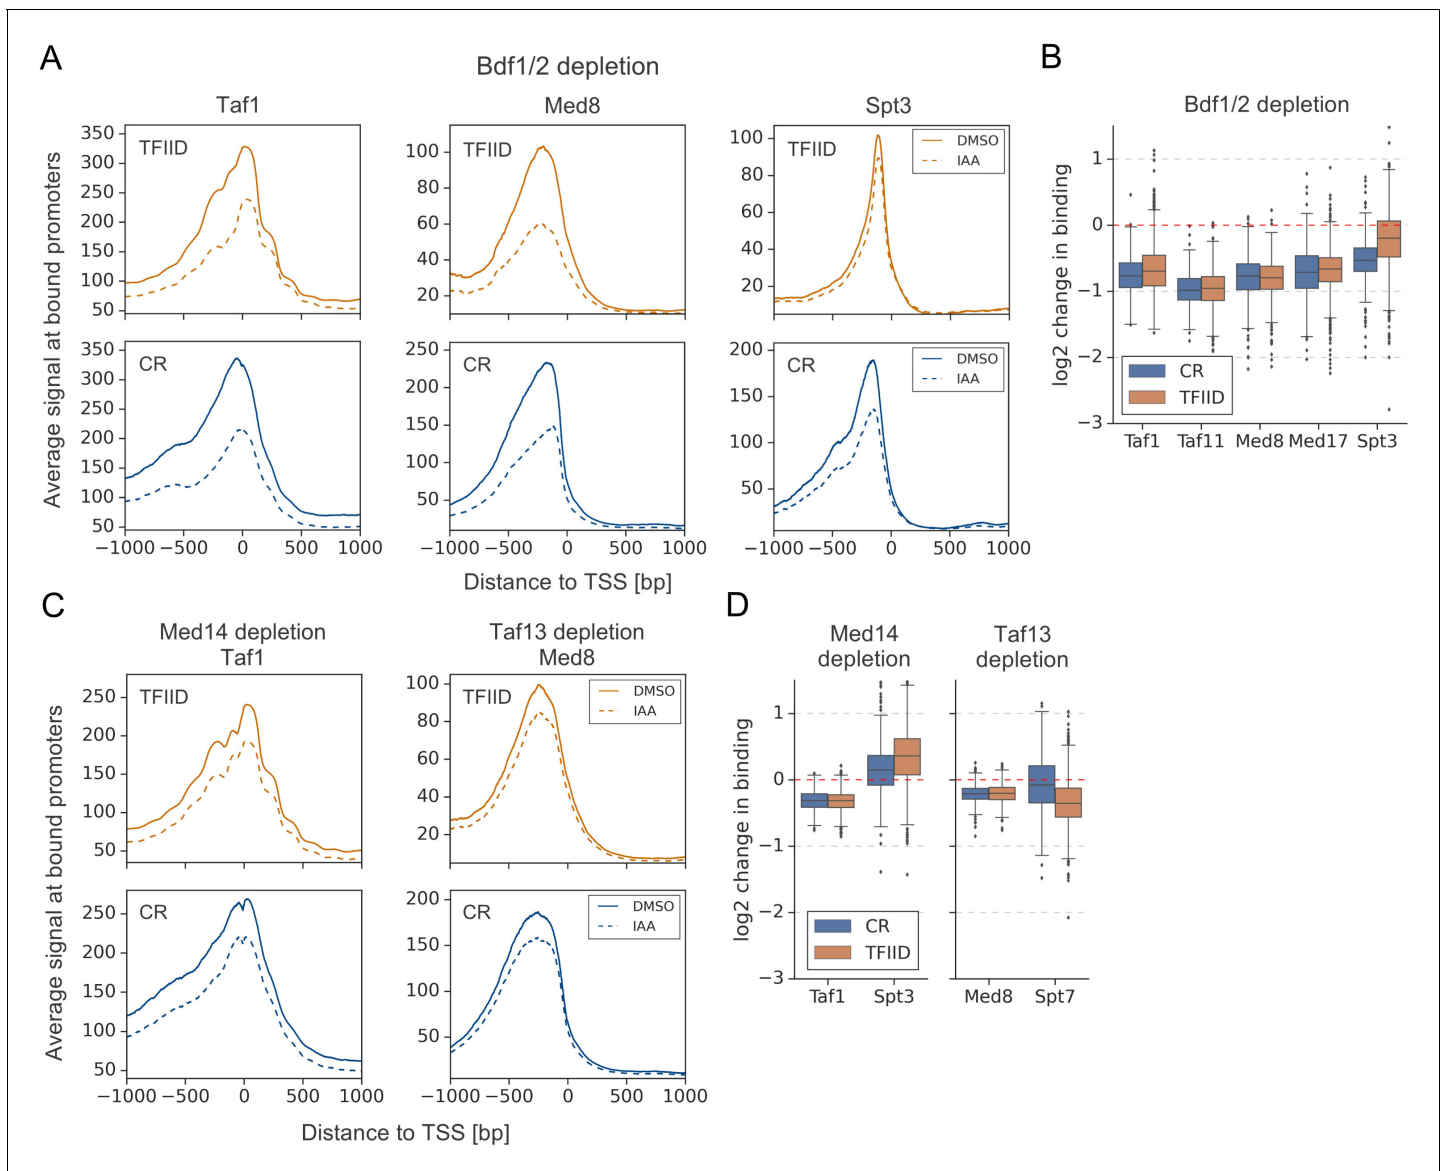 A
Bdf1/2 depletion
Taf1
Med8
Spt3
Average signal at bound promoters
TFIID
350
300
250
200
150
100
50
TFIID
100
80
60
40
20
TFIID
DMSO
IAA
100
80
60
40
20
CR
350
300
250
200
150
100
50
−1000 −500 0 500 1000
CR
250
200
150
100
50
−1000 −500 0 500 1000
CR
DMSO
IAA
200
150
100
50
−1000 −500 0 500 1000
Distance to TSS [bp]
B
Bdf1/2 depletion
log2 change in binding
1
0
−1
−2
−3
CR
TFIID
Taf1 Taf11 Med8 Med17 Spt3
C
Med14 depletion
Taf1
Taf13 depletion
Med8
Average signal at bound promoters
TFIID
250
200
150
100
50
TFIID
DMSO
IAA
100
80
60
40
20
CR
250
200
150
100
50
−1000 −500 0 500 1000
CR
DMSO
IAA
200
150
100
50
−1000 −500 0 500 1000
Distance to TSS [bp]
D
Med14
depletion
Taf13
depletion
log2 change in binding
1
0
−1
−2
−3
CR
TFIID
Taf1 Spt3
1
0
−1
−2
Med8 Spt7